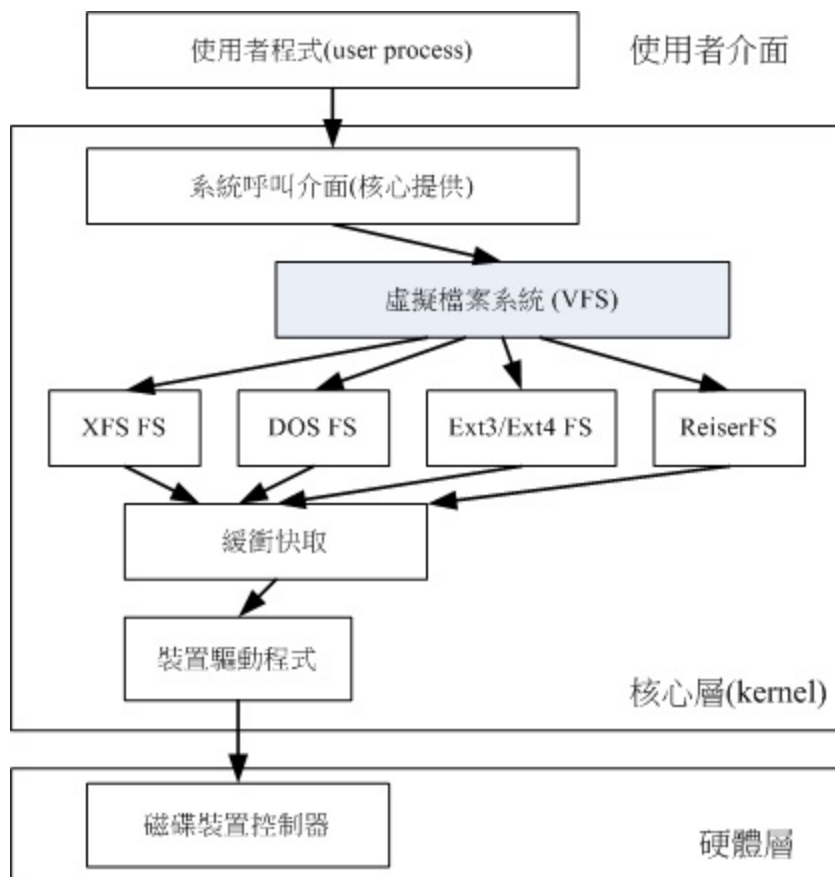 使用者程式(user process)
使用者介面
系統呼叫介面(核心提供)
虛擬檔案系統 (VFS)
XFS FS
DOS FS
Ext3/Ext4 FS
ReiserFS
緩衝快取
裝置驅動程式
核心層(kernel)
磁碟裝置控制器
硬體層